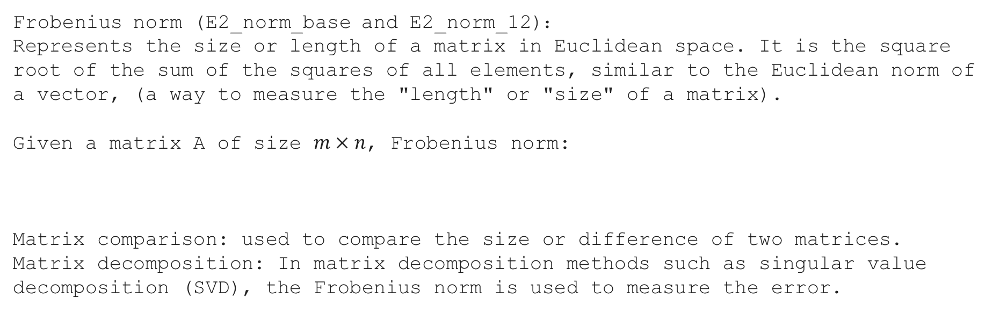 Frobenius norm (E2_norm_base and E2_norm_12):
Represents the size or length of a matrix in Euclidean space. It is the square
root of the sum of the squares of all elements, similar to the Euclidean norm of
a vector, (a way to measure the "length" or "size" of a matrix).
Given a matrix A of size m × n, Frobenius norm:
Matrix comparison: used to compare the size or difference of two matrices.
Matrix decomposition: In matrix decomposition methods such as singular value
decomposition (SVD), the Frobenius norm is used to measure the error.